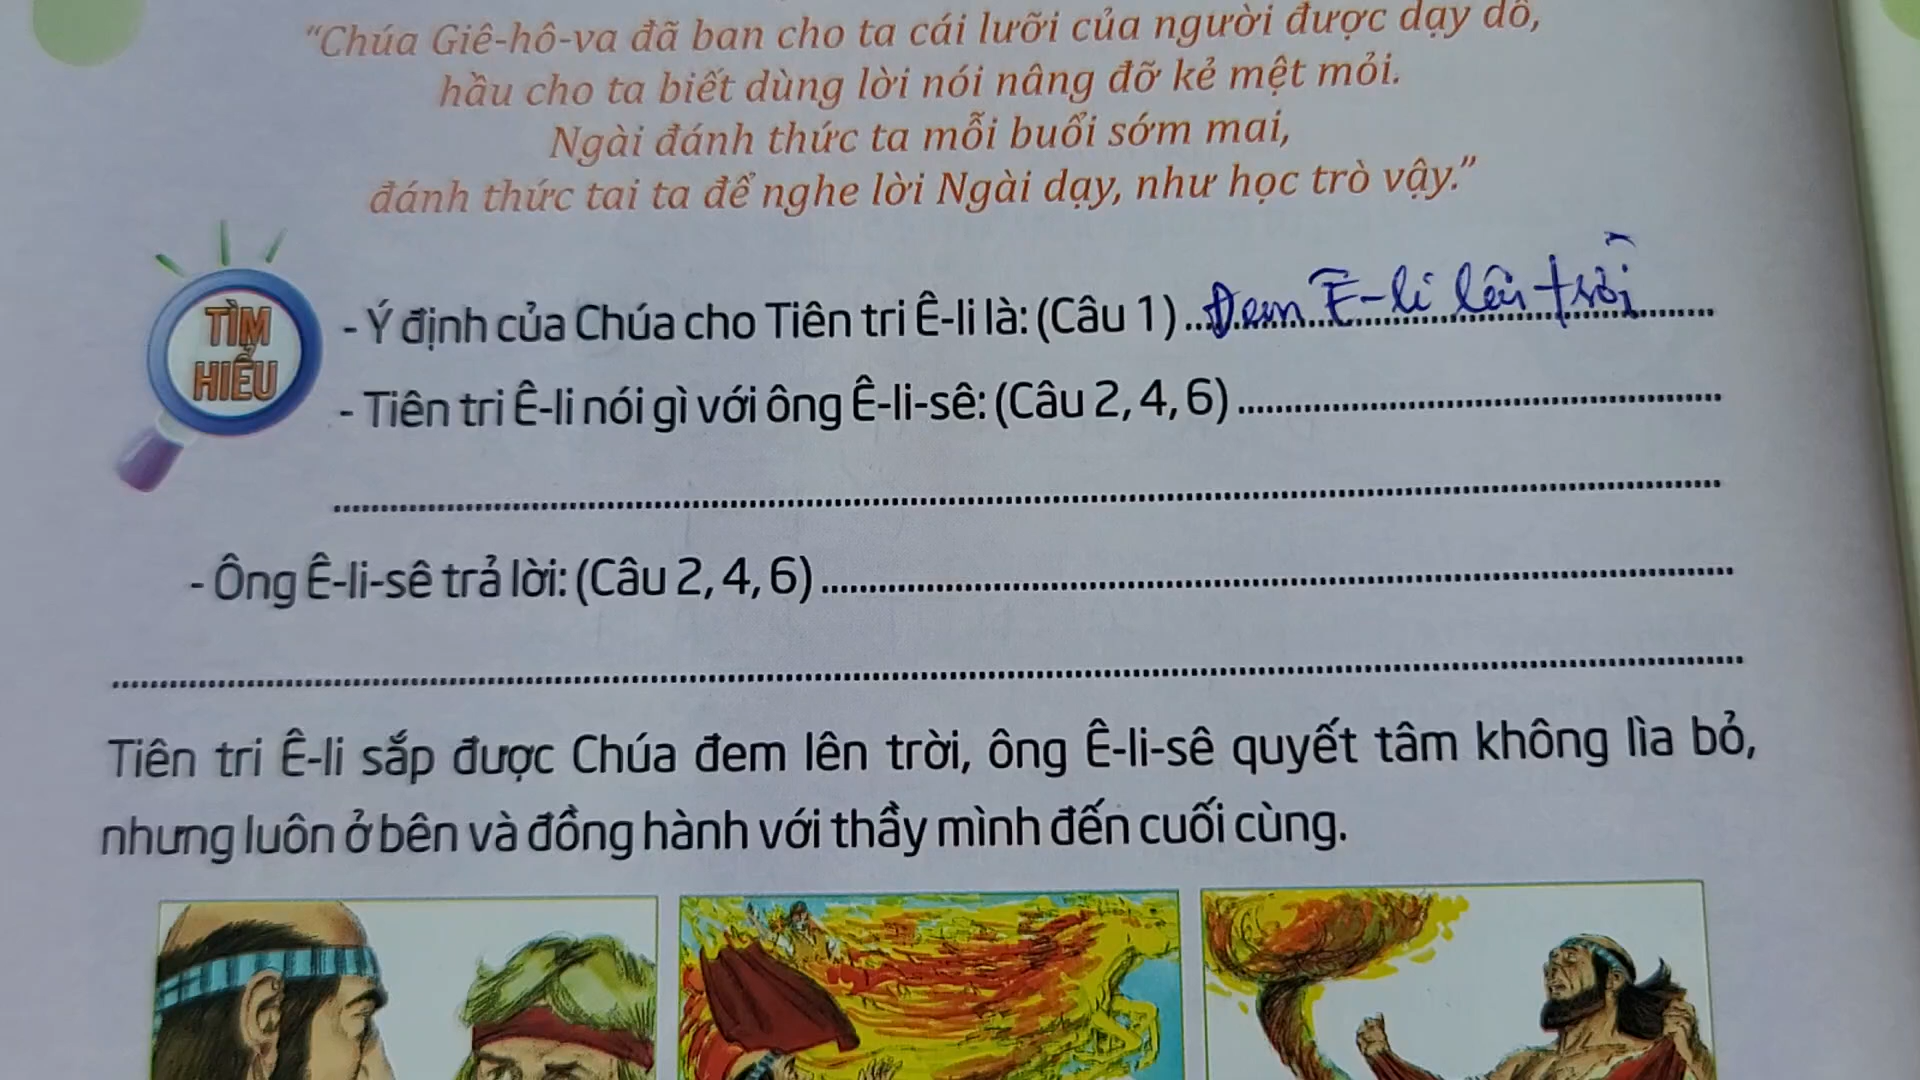 “Chúa Giê-hô-va đã ban cho ta cái lưỡi của người được dạy dỗ,
hầu cho ta biết dùng lời nói nâng đỡ kẻ mệt mỏi.
Ngài đánh thức ta mỗi buổi sớm mai,
đánh thức tai ta để nghe lời Ngài dạy, như học trò vậy.”
TÌM
HIỂU
- Ý định của Chúa cho Tiên tri Ê-li là: (Câu 1) Đem Ê-li lên trời
- Tiên tri Ê-li nói gì với ông Ê-li-sê: (Câu 2, 4, 6)
- Ông Ê-li-sê trả lời: (Câu 2, 4, 6)
Tiên tri Ê-li sắp được Chúa đem lên trời, ông Ê-li-sê quyết tâm không lìa bỏ,
nhưng luôn ở bên và đồng hành với thầy mình đến cuối cùng.